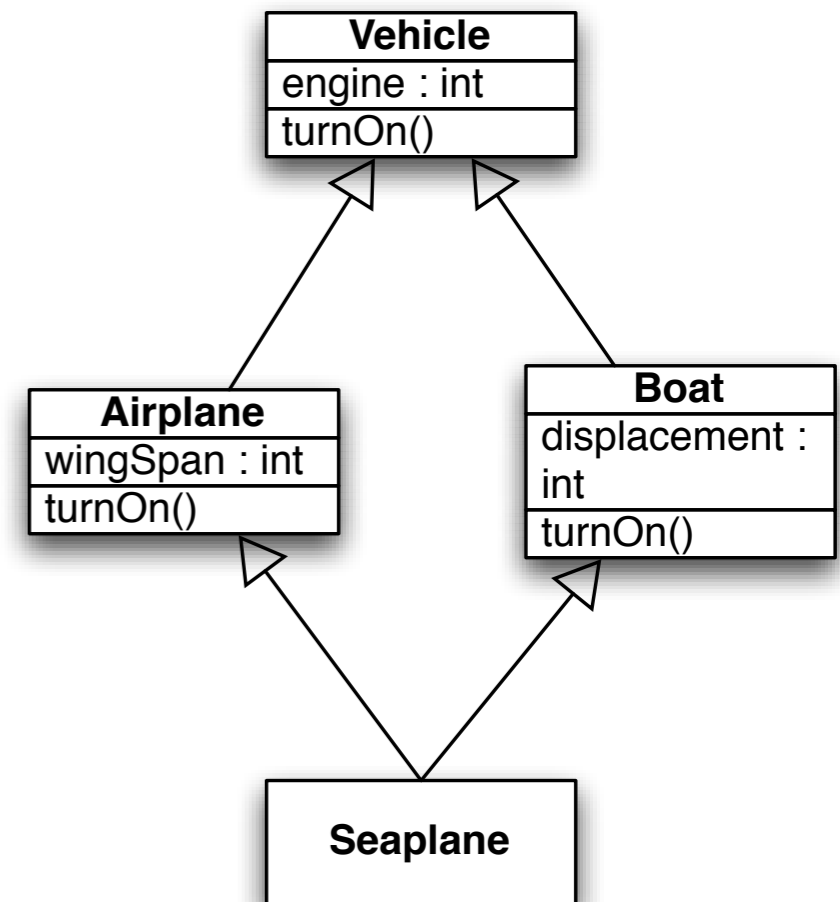 Vehicle
engine : int
turnOn()
Airplane
wingSpan : int
turnOn()
Boat
displacement :
int
turnOn()
Seaplane